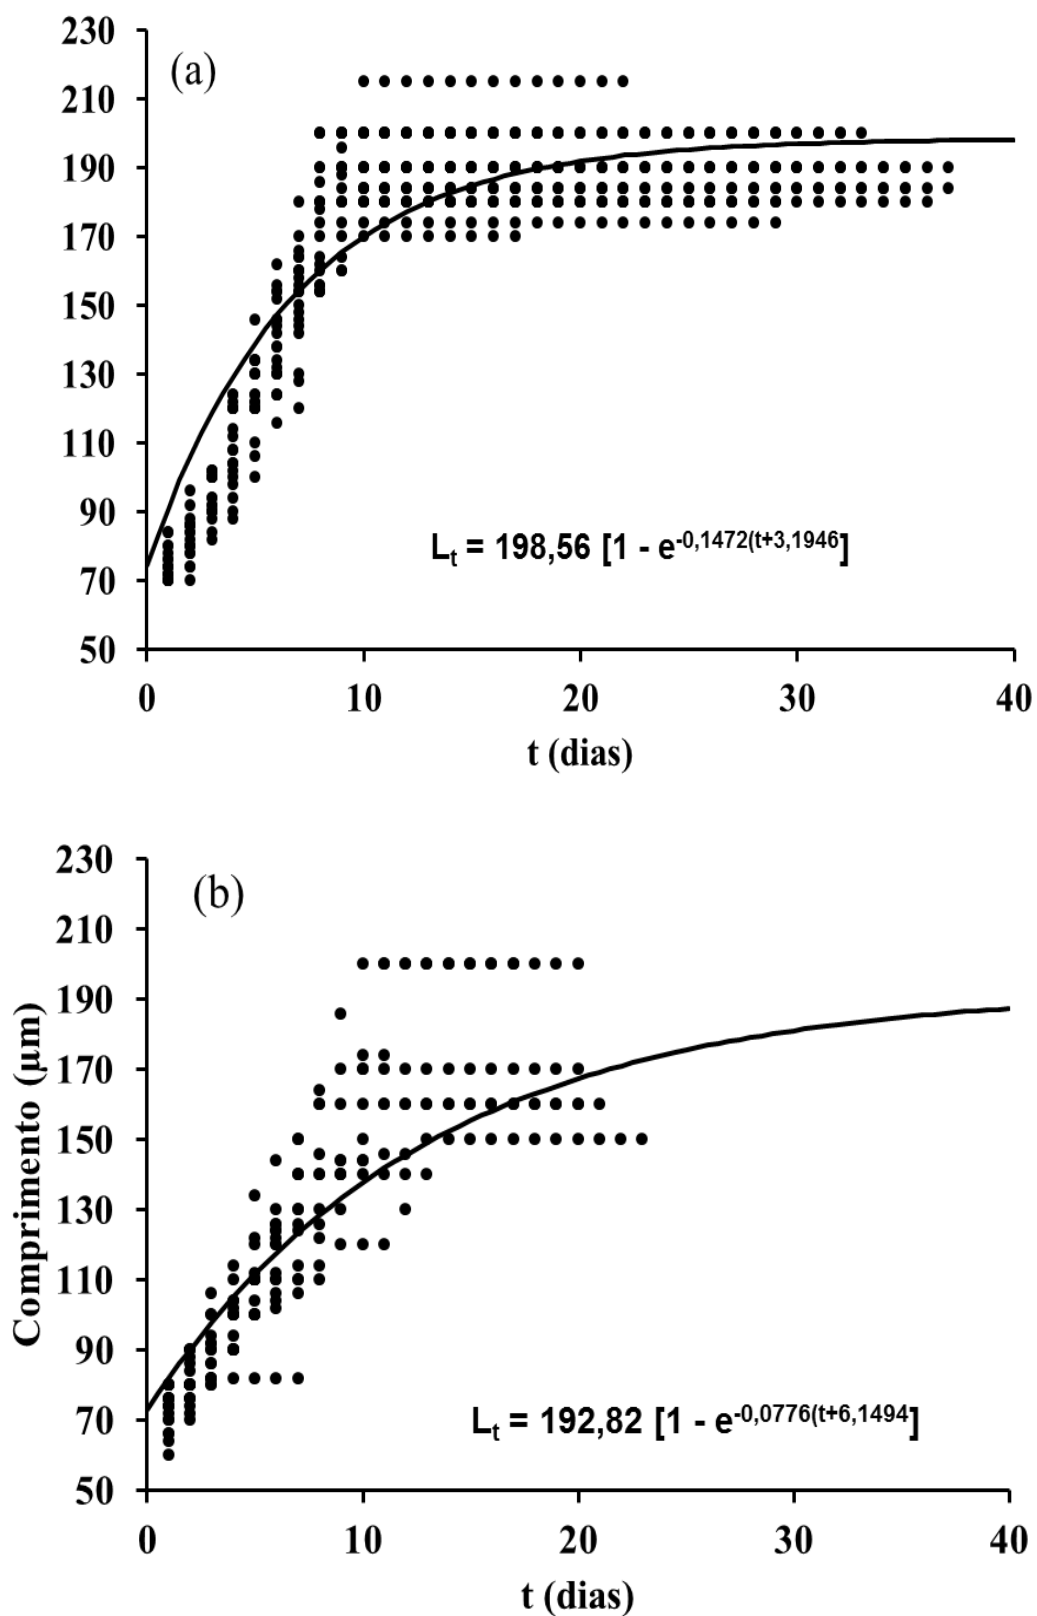 230
(a)
210
190
170
150
130
110
90
L_t = 198,56 [1 - e^-0,1472(t+3,1946]
70
50
0 10 20 30 40
t (dias)
230
(b)
210
190
170
150
130
110
90
70
L_t = 192,82 [1 - e^-0,0776(t+6,1494]
50
Comprimento (µm)
0 10 20 30 40
t (dias)